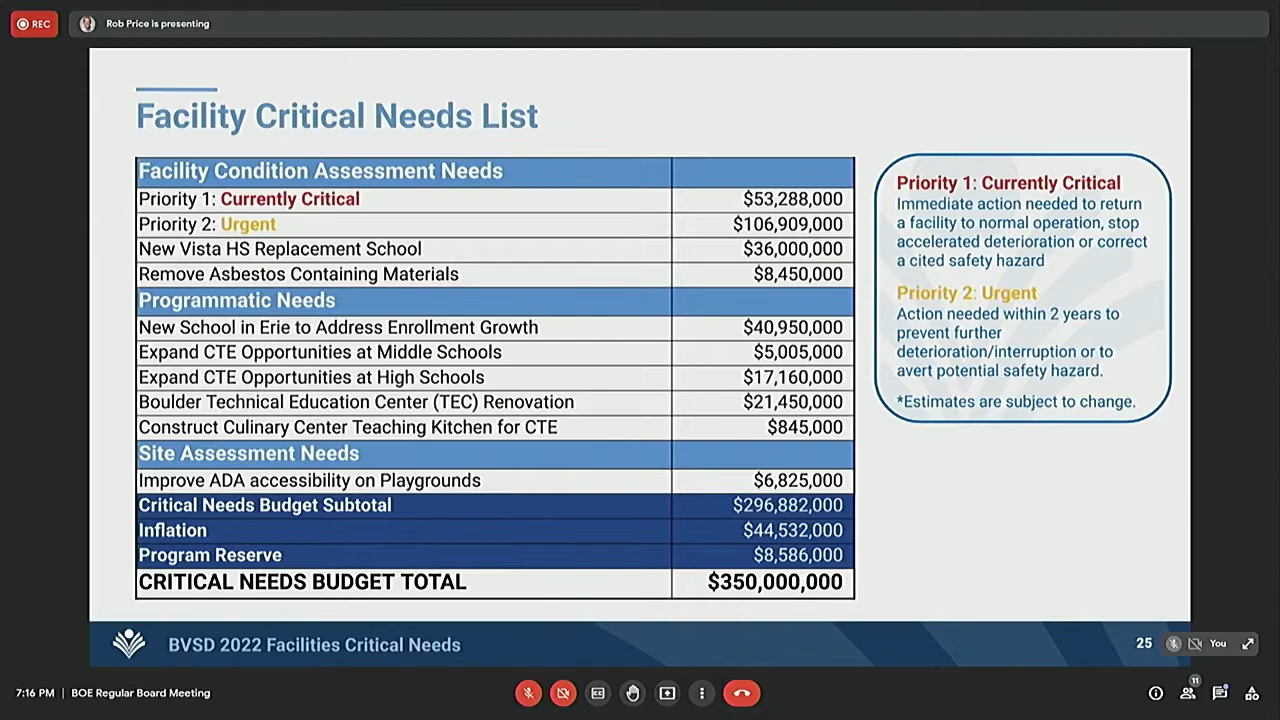 REC
Rob Price is presenting
Facility Critical Needs List
Facility Condition Assessment Needs
Priority 1: Currently Critical $53,288,000
Priority 2: Urgent $106,909,000
New Vista HS Replacement School $36,000,000
Remove Asbestos Containing Materials $8,450,000
Programmatic Needs
New School in Erie to Address Enrollment Growth $40,950,000
Expand CTE Opportunities at Middle Schools $5,005,000
Expand CTE Opportunities at High Schools $17,160,000
Boulder Technical Education Center (TEC) Renovation $21,450,000
Construct Culinary Center Teaching Kitchen for CTE $845,000
Site Assessment Needs
Improve ADA accessibility on Playgrounds $6,825,000
Critical Needs Budget Subtotal $296,882,000
Inflation $44,532,000
Program Reserve $8,586,000
CRITICAL NEEDS BUDGET TOTAL $350,000,000
Priority 1: Currently Critical
Immediate action needed to return
a facility to normal operation, stop
accelerated deterioration or correct
a cited safety hazard
Priority 2: Urgent
Action needed within 2 years to
prevent further
deterioration/interruption or to
avert potential safety hazard.
*Estimates are subject to change.
BVSD 2022 Facilities Critical Needs
25
You
7:16 PM | BOE Regular Board Meeting
11